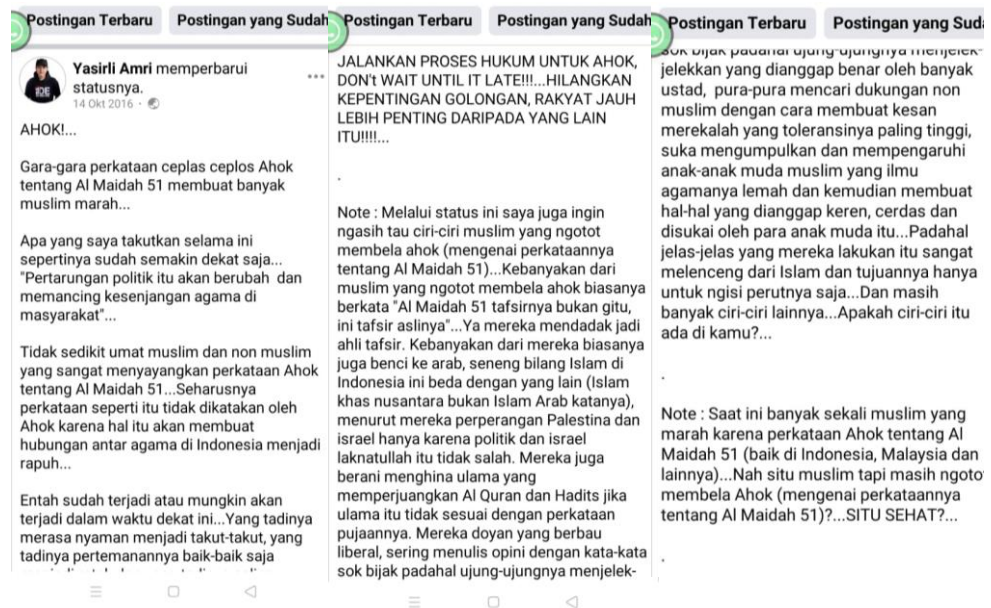 Postingan Terbaru
Postingan yang Sudah
Yasirli Amri memperbarui
statusnya.
14 Okt 2016
AHOK!...
Gara-gara perkataan ceplas ceplos Ahok
tentang Al Maidah 51 membuat banyak
muslim marah...
Apa yang saya takutkan selama ini
sepertinya sudah semakin dekat saja...
"Pertarungan politik itu akan berubah dan
memancing kesenjangan agama di
masyarakat"...
Tidak sedikit umat muslim dan non muslim
yang sangat menyayangkan perkataan Ahok
tentang Al Maidah 51...Seharusnya
perkataan seperti itu tidak dikatakan oleh
Ahok karena hal itu akan membuat
hubungan antar agama di Indonesia menjadi
rapuh...
Entah sudah terjadi atau mungkin akan
terjadi dalam waktu dekat ini...Yang tadinya
merasa nyaman menjadi takut-takut, yang
tadinya pertemanannya baik-baik saja
Postingan Terbaru
Postingan yang Sudah
JALANKAN PROSES HUKUM UNTUK AHOK,
DON't WAIT UNTIL IT LATE!!!...HILANGKAN
KEPENTINGAN GOLONGAN, RAKYAT JAUH
LEBIH PENTING DARIPADA YANG LAIN
ITU!!!!...
.
Note : Melalui status ini saya juga ingin
ngasih tau ciri-ciri muslim yang ngotot
membela ahok (mengenai perkataannya
tentang Al Maidah 51)...Kebanyakan dari
muslim yang ngotot membela ahok biasanya
berkata "Al Maidah 51 tafsirnya bukan gitu,
ini tafsir aslinya"...Ya mereka mendadak jadi
ahli tafsir. Kebanyakan dari mereka biasanya
juga benci ke arab, seneng bilang Islam di
Indonesia ini beda dengan yang lain (Islam
khas nusantara bukan Islam Arab katanya),
menurut mereka perperangan Palestina dan
israel hanya karena politik dan israel
laknatullah itu tidak salah. Mereka juga
berani menghina ulama yang
memperjuangkan Al Quran dan Hadits jika
ulama itu tidak sesuai dengan perkataan
pujaannya. Mereka doyan yang berbau
liberal, sering menulis opini dengan kata-kata
sok bijak padahal ujung-ujungnya menjelek-
Postingan Terbaru
Postingan yang Suda
sok bijak padahal ujung-ujungnya menjelek-
jelekkan yang dianggap benar oleh banyak
ustad, pura-pura mencari dukungan non
muslim dengan cara membuat kesan
merekalah yang toleransinya paling tinggi,
suka mengumpulkan dan mempengaruhi
anak-anak muda muslim yang ilmu
agamanya lemah dan kemudian membuat
hal-hal yang dianggap keren, cerdas dan
disukai oleh para anak muda itu...Padahal
jelas-jelas yang mereka lakukan itu sangat
melenceng dari Islam dan tujuannya hanya
untuk ngisi perutnya saja...Dan masih
banyak ciri-ciri lainnya...Apakah ciri-ciri itu
ada di kamu?...
.
Note : Saat ini banyak sekali muslim yang
marah karena perkataan Ahok tentang Al
Maidah 51 (baik di Indonesia, Malaysia dan
lainnya)...Nah situ muslim tapi masih ngotot
membela Ahok (mengenai perkataannya
tentang Al Maidah 51)?...SITU SEHAT?...
.